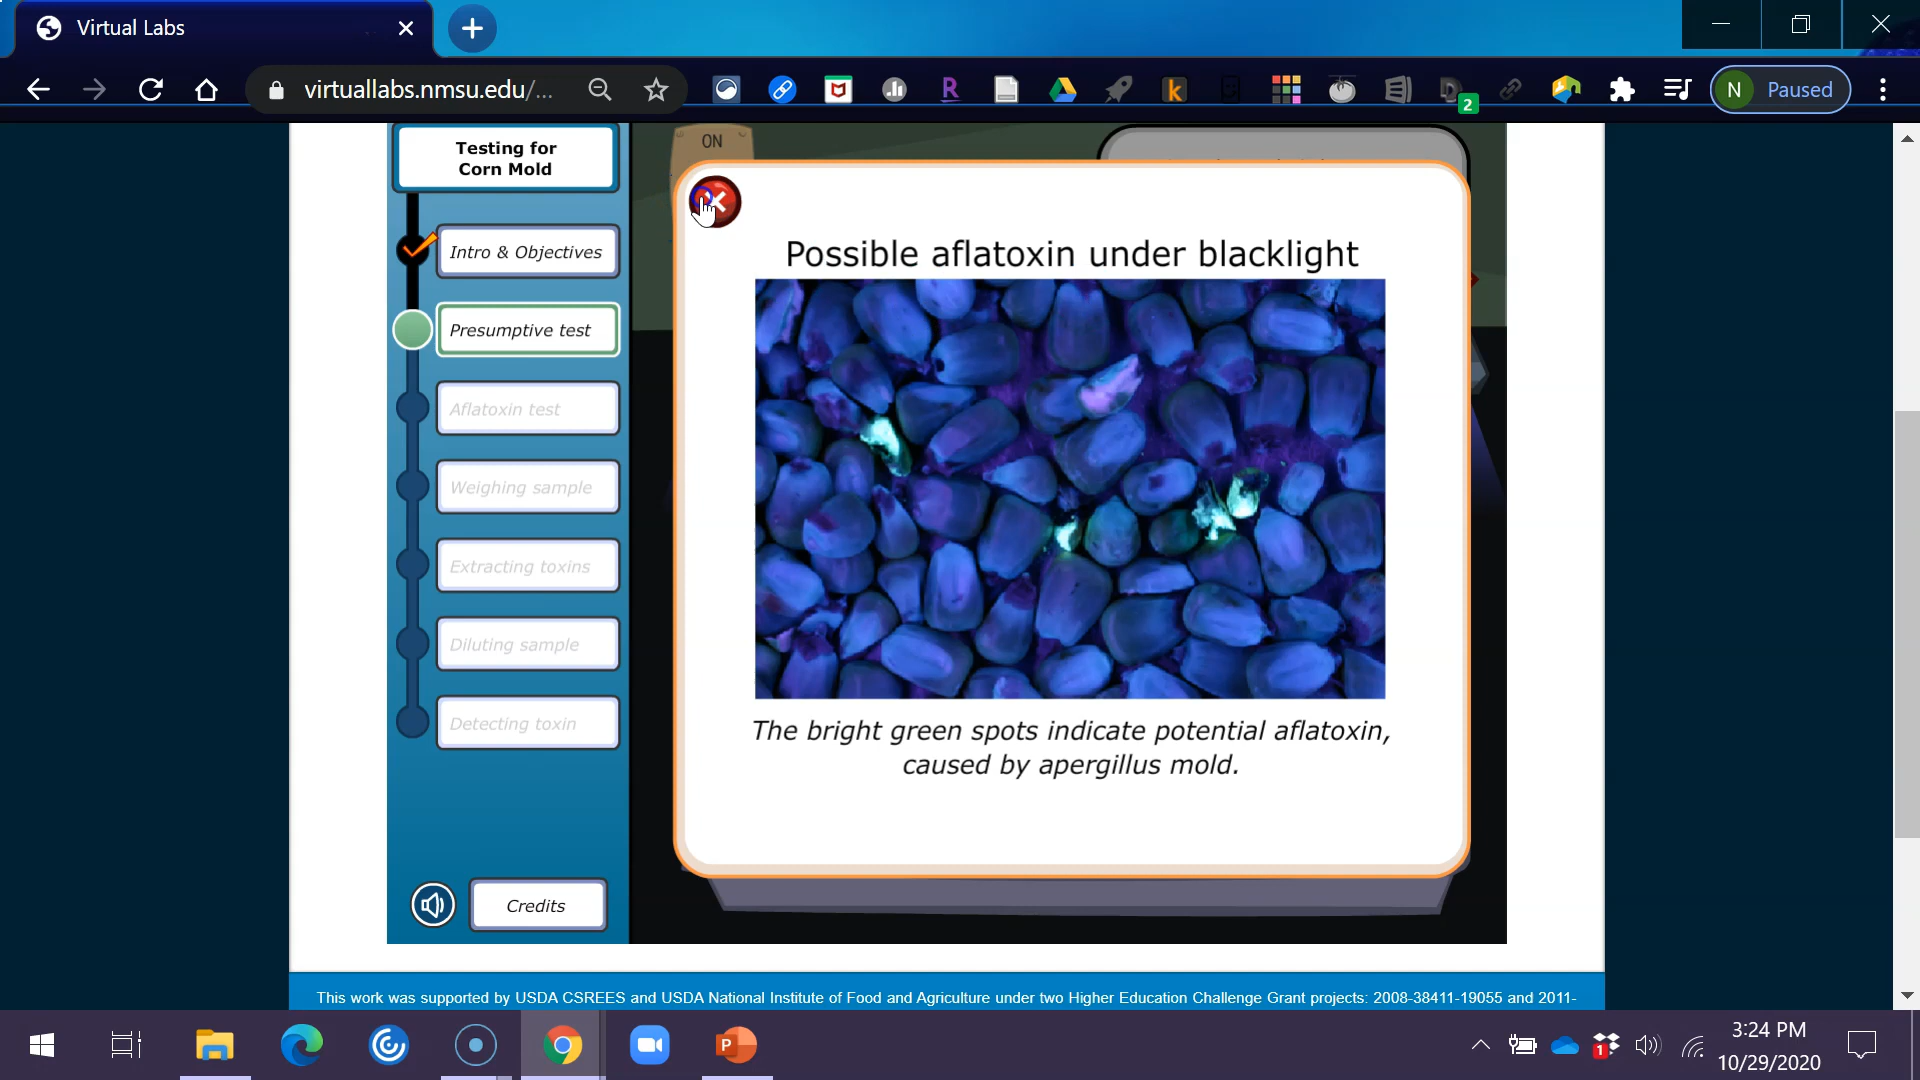 Virtual Labs
virtuallabs.nmsu.edu/...
R
k
2
N Paused
Testing for
Corn Mold
Intro & Objectives
Presumptive test
Aflatoxin test
Weighing sample
Extracting toxins
Diluting sample
Detecting toxin
Credits
ON
Possible aflatoxin under blacklight
The bright green spots indicate potential aflatoxin,
caused by apergillus mold.
This work was supported by USDA CSREES and USDA National Institute of Food and Agriculture under two Higher Education Challenge Grant projects: 2008-38411-19055 and 2011-
P
1
3:24 PM
10/29/2020